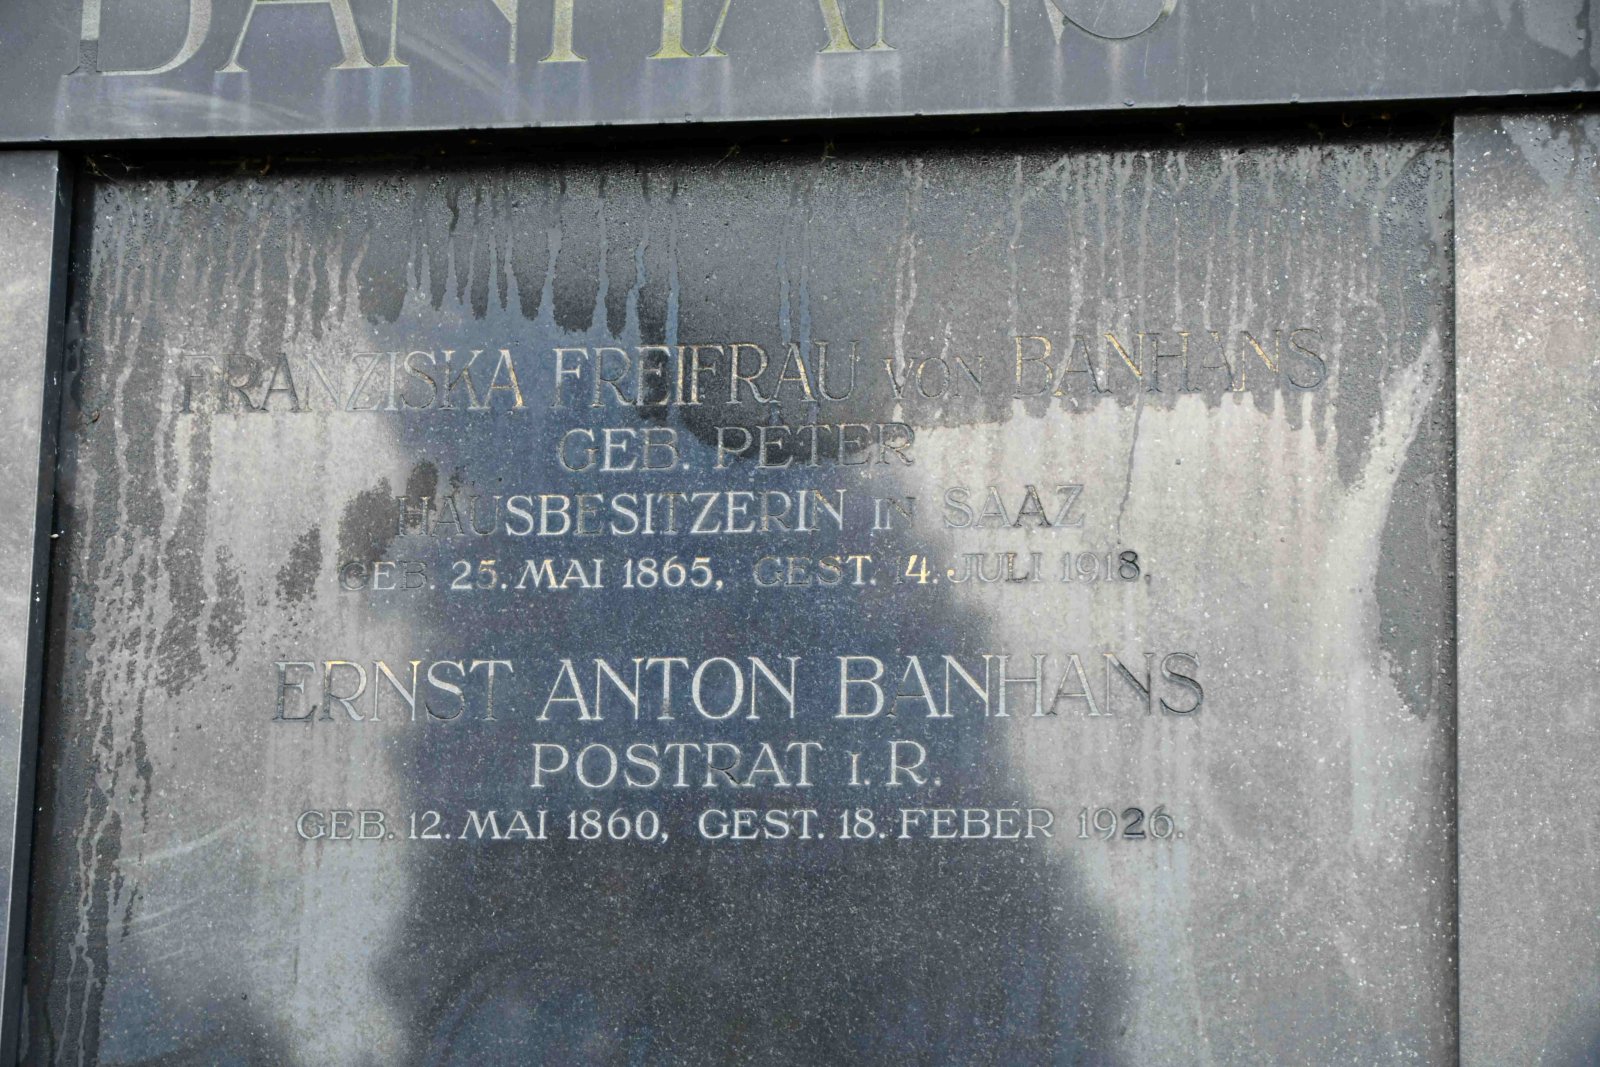 BANHANS
FRANZISKA FREIFRAU VON BANHANS
GEB. PETER
HAUSBESITZERIN IN SAAZ
GEB. 25. MAI 1865, GEST. 14. JULI 1918.
ERNST ANTON BANHANS
POSTRAT I. R.
GEB. 12. MAI 1860, GEST. 18. FEBER 1926.